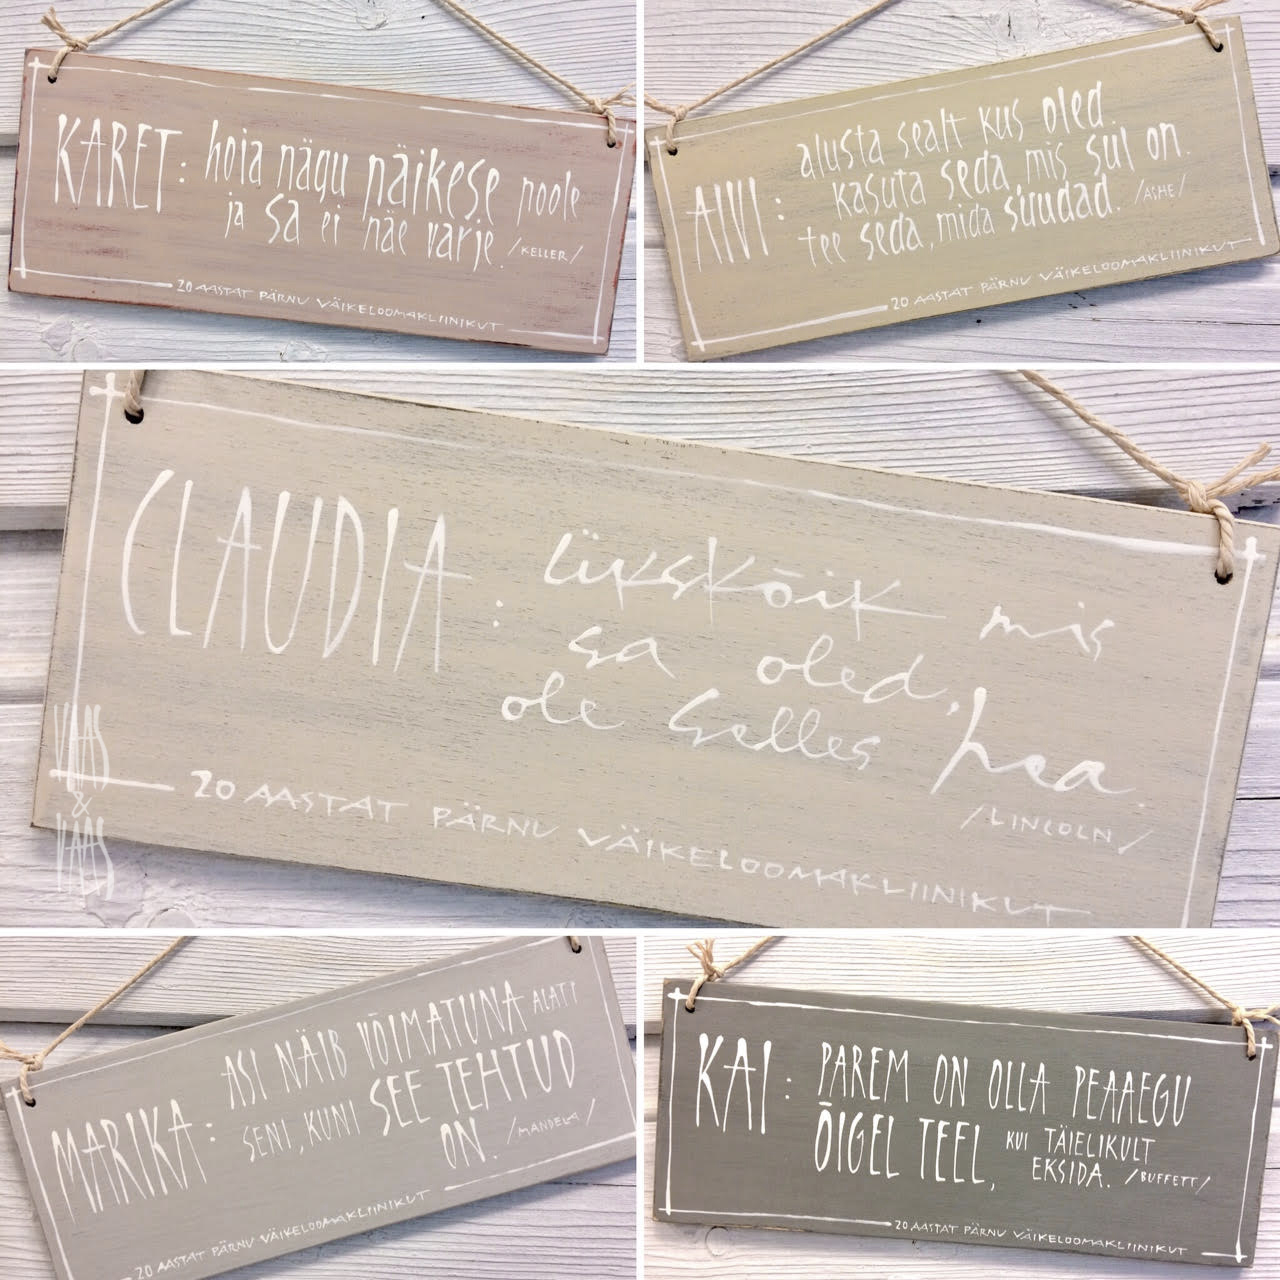 KARET: hoia nägu näikese poole
ja sa ei näe varje. /KELLER/
20 AASTAT PÄRNU VÄIKELOOMAKLIINIKUT
AIVI: alusta sealt kus oled.
kasuta seda, mis sul on.
tee seda, mida suudad. /ASHE/
20 AASTAT PÄRNU VÄIKELOOMAKLIINIKUT
CLAUDIA: ükskõik mis
sa oled,
ole selles hea.
/LINCOLN/
20 AASTAT PÄRNU VÄIKELOOMAKLIINIKUT
VAAS
&
VAAS
MARIKA: ASI NÄIB VÕIMATUNA ALATI
SENI, KUNI SEE TEHTUD
ON. /MANDELA/
20 AASTAT PÄRNU VÄIKELOOMAKLIINIKUT
KAI: PAREM ON OLLA PEAAEGU
ÕIGEL TEEL, KUI TÄIELIKULT
EKSIDA. /BUFFETT/
20 AASTAT PÄRNU VÄIKELOOMAKLIINIKUT